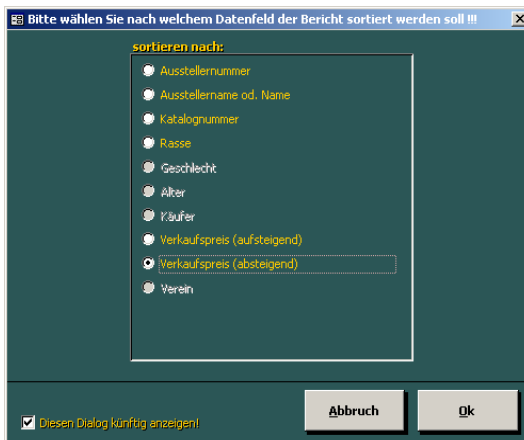 Bitte wählen Sie nach welchem Datenfeld der Bericht sortiert werden soll !!!
sortieren nach:
Ausstellernummer
Ausstellername od. Name
Katalognummer
Rasse
Geschlecht
Alter
Käufer
Verkaufspreis (aufsteigend)
Verkaufspreis (absteigend)
Verein
Diesen Dialog künftig anzeigen!
Abbruch
Ok